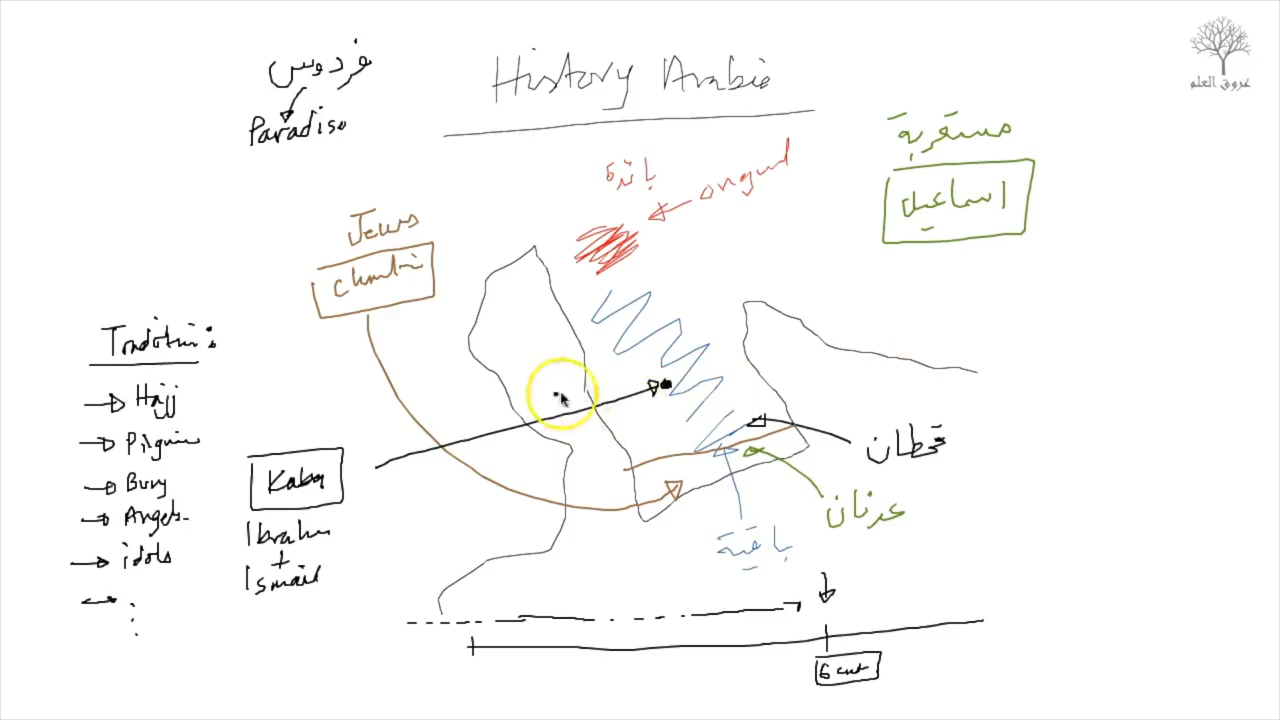 فردوس
Paradise
History Arabia
عروق العلم
مستعربة
اسماعيل
بائدة
original
Jews
Traditions:
Hajj
Pilgrims
Bury
Angels
idols
Kaba
Ibrahim
+
Ismail
قحطان
عدنان
باقية
6 cent